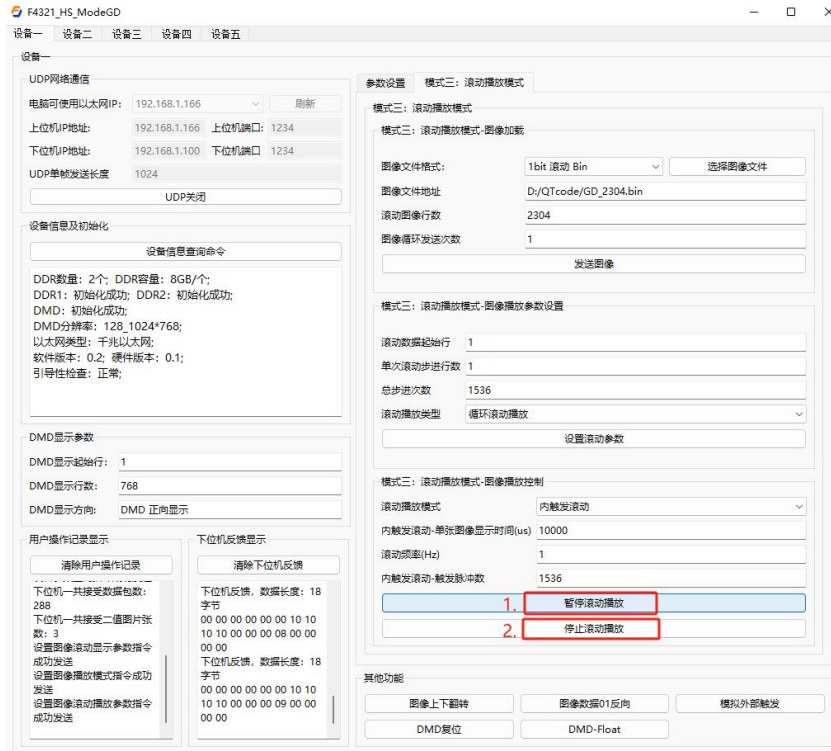 F4321_HS_ModeGD
设备一 设备二 设备三 设备四 设备五
设备一
UDP网络通信
电脑可使用以太网IP: 192.168.1.166 刷新
上位机IP地址: 192.168.1.166 上位机端口: 1234
下位机IP地址: 192.168.1.100 下位机端口 1234
UDP单帧发送长度 1024
UDP关闭
设备信息及初始化
设备信息查询命令
DDR数量: 2个; DDR容量: 8GB/个;
DDR1: 初始化成功; DDR2: 初始化成功;
DMD: 初始化成功;
DMD分辨率: 128_1024*768;
以太网类型: 千兆以太网;
软件版本: 0.2; 硬件版本: 0.1;
引导性检查: 正常;
DMD显示参数
DMD显示起始行: 1
DMD显示行数: 768
DMD显示方向: DMD 正向显示
用户操作记录显示
清除用户操作记录
下位机一共接受数据包数:
288
下位机一共接受二值图片张
数: 3
设置图像滚动显示参数指令
成功发送
设置图像播放模式指令成功
发送
设置图像滚动播放参数指令
成功发送
下位机反馈显示
清除下位机反馈
下位机反馈, 数据长度: 18
字节
00 00 00 00 00 00 10 10
10 10 00 00 00 08 00 00
00 00
下位机反馈, 数据长度: 18
字节
00 00 00 00 00 00 10 10
10 10 00 00 00 09 00 00
00 00
参数设置 模式三: 滚动播放模式
模式三: 滚动播放模式
模式三: 滚动播放模式-图像加载
图像文件格式: 1bit 滚动 Bin 选择图像文件
图像文件地址 D:/QTcode/GD_2304.bin
滚动图像行数 2304
图像循环发送次数 1
发送图像
模式三: 滚动播放模式-图像播放参数设置
滚动数据起始行 1
单次滚动步进行数 1
总步进次数 1536
滚动播放类型 循环滚动播放
设置滚动参数
模式三: 滚动播放模式-图像播放控制
滚动播放模式 内触发滚动
内触发滚动-单张图像显示时间(us) 10000
滚动频率(Hz) 1
内触发滚动-触发脉冲数 1536
1. 暂停滚动播放
2. 停止滚动播放
其他功能
图像上下翻转 图像数据01反向 模拟外部触发
DMD复位 DMD-Float